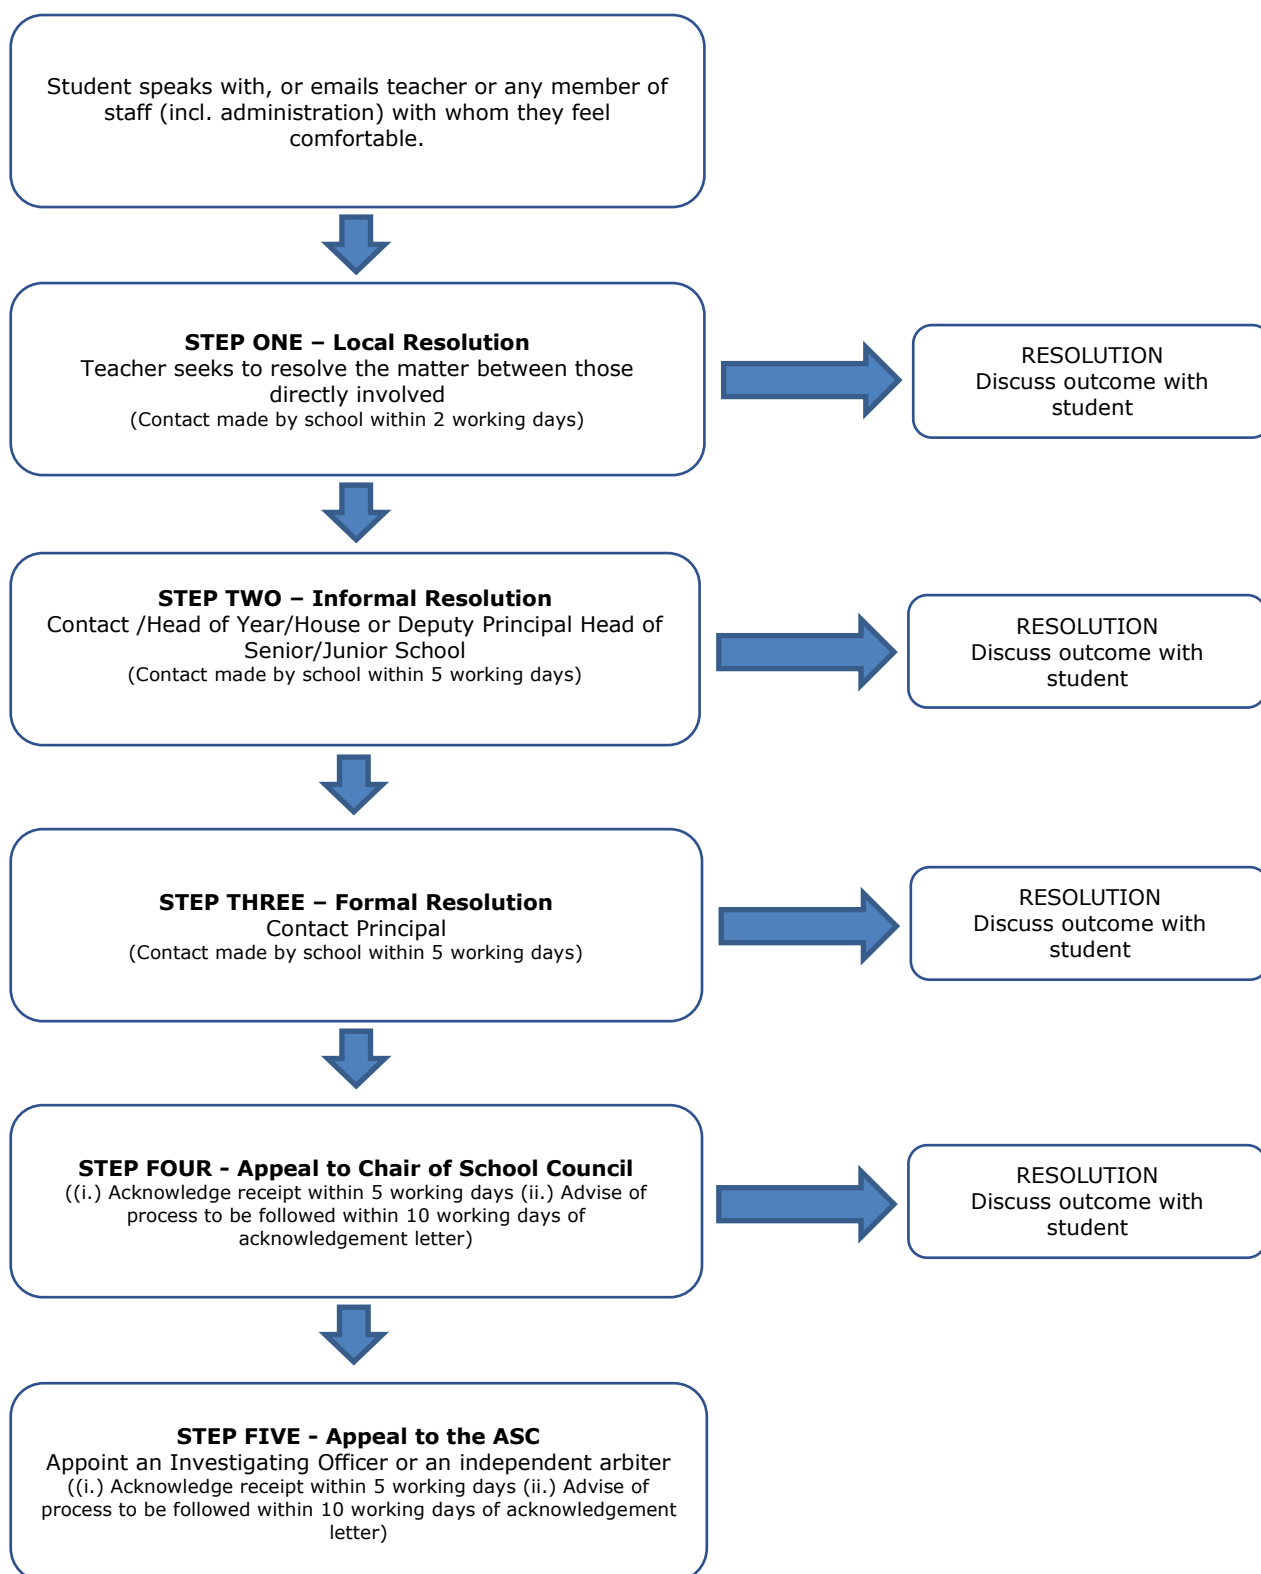 Student speaks with, or emails teacher or any member of
staff (incl. administration) with whom they feel
comfortable.
STEP ONE – Local Resolution
Teacher seeks to resolve the matter between those
directly involved
(Contact made by school within 2 working days)
RESOLUTION
Discuss outcome with
student
STEP TWO – Informal Resolution
Contact /Head of Year/House or Deputy Principal Head of
Senior/Junior School
(Contact made by school within 5 working days)
RESOLUTION
Discuss outcome with
student
STEP THREE – Formal Resolution
Contact Principal
(Contact made by school within 5 working days)
RESOLUTION
Discuss outcome with
student
STEP FOUR - Appeal to Chair of School Council
((i.) Acknowledge receipt within 5 working days (ii.) Advise of
process to be followed within 10 working days of
acknowledgement letter)
RESOLUTION
Discuss outcome with
student
STEP FIVE - Appeal to the ASC
Appoint an Investigating Officer or an independent arbiter
((i.) Acknowledge receipt within 5 working days (ii.) Advise of
process to be followed within 10 working days of acknowledgement
letter)